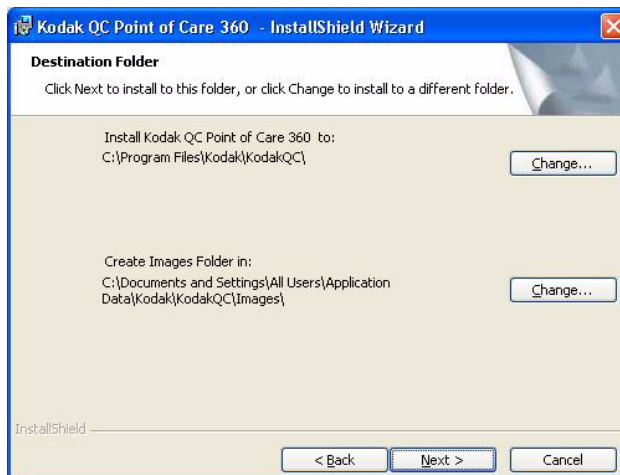 Kodak QC Point of Care 360 - InstallShield Wizard
Destination Folder
Click Next to install to this folder, or click Change to install to a different folder.
Install Kodak QC Point of Care 360 to:
C:\Program Files\Kodak\KodakQC\
Change...
Create Images Folder in:
C:\Documents and Settings\All Users\Application
Data\Kodak\KodakQC\Images\
Change...
InstallShield
< Back
Next >
Cancel